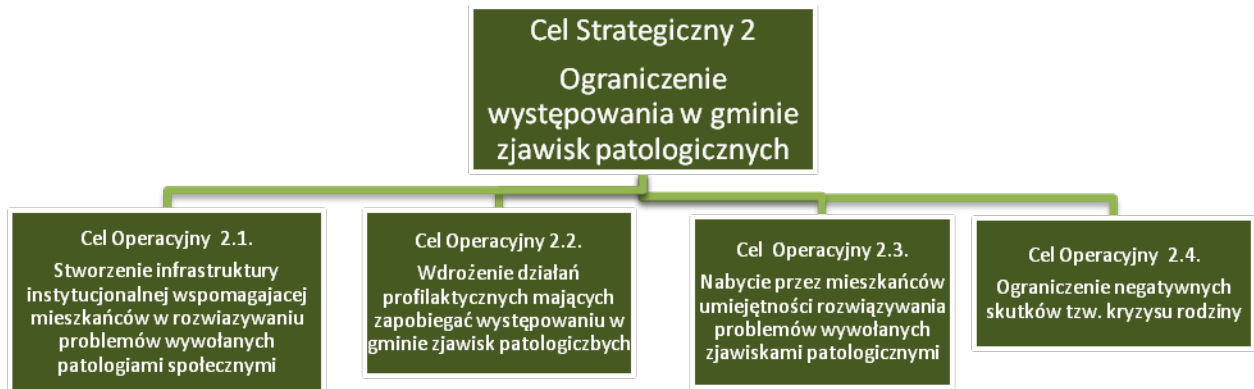 Cel Strategiczny 2
Ograniczenie
występowania w gminie
zjawisk patologicznych
Cel Operacyjny 2.1.
Stworzenie infrastruktury
instytucjonalnej wspomagajacej
mieszkańców w rozwiazywaniu
problemów wywołanych
patologiami społecznymi
Cel Operacyjny 2.2.
Wdrożenie działań
profilaktycznych mających
zapobiegać występowaniu w
gminie zjawisk patologiczbych
Cel Operacyjny 2.3.
Nabycie przez mieszkańców
umiejętności rozwiązywania
problemów wywołanych
zjawiskami patologicznymi
Cel Operacyjny 2.4.
Ograniczenie negatywnych
skutków tzw. kryzysu rodziny